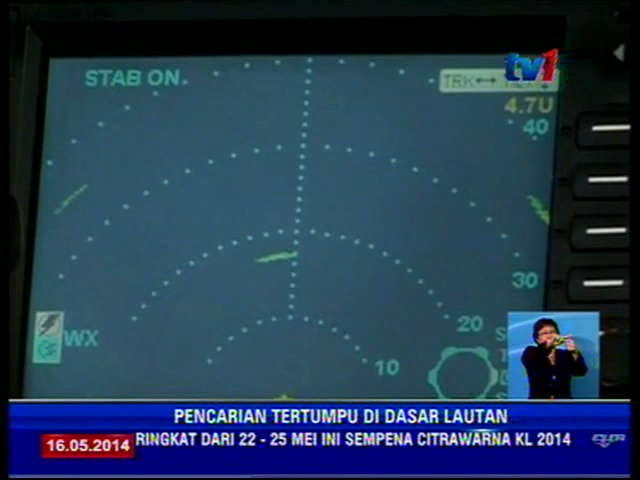 STAB ON
tv1
TRK
4.7U
40
30
20
10
WX
PENCARIAN TERTUMPU DI DASAR LAUTAN
16.05.2014
RINGKAT DARI 22 - 25 MEI INI SEMPENA CITRAWARNA KL 2014